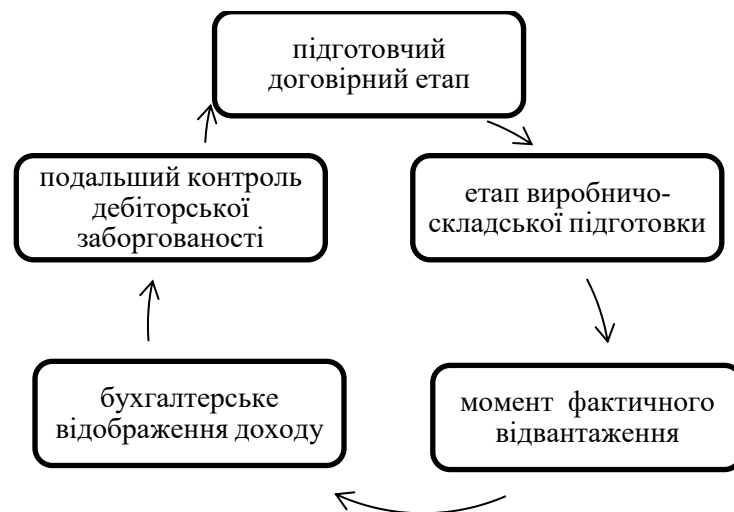 підготовчий
договірний етап
етап виробничо-
складської підготовки
момент фактичного
відвантаження
бухгалтерське
відображення доходу
подальший контроль
дебіторської
заборгованості